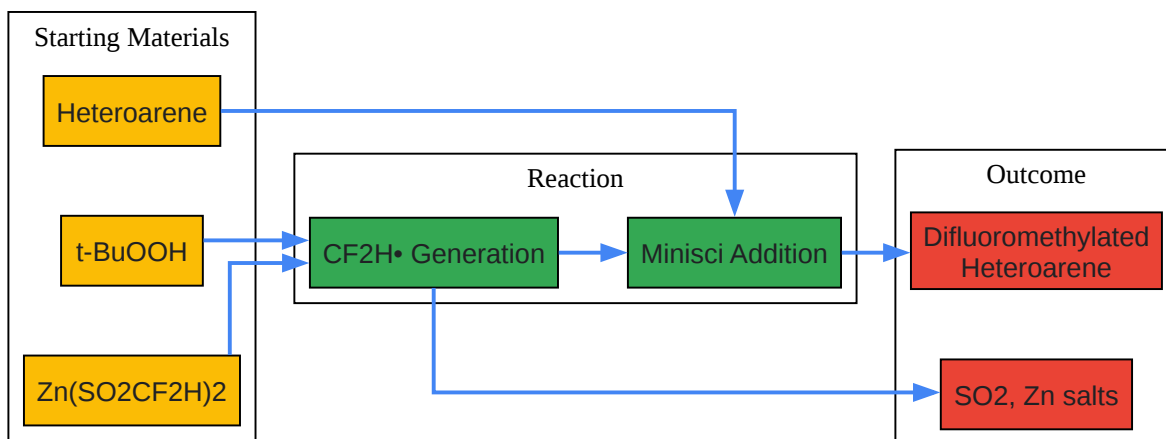 Starting Materials
Heteroarene
t-BuOOH
Zn(SO2CF2H)2
Reaction
CF2H• Generation
Minisci Addition
Outcome
Difluoromethylated
Heteroarene
SO2, Zn salts